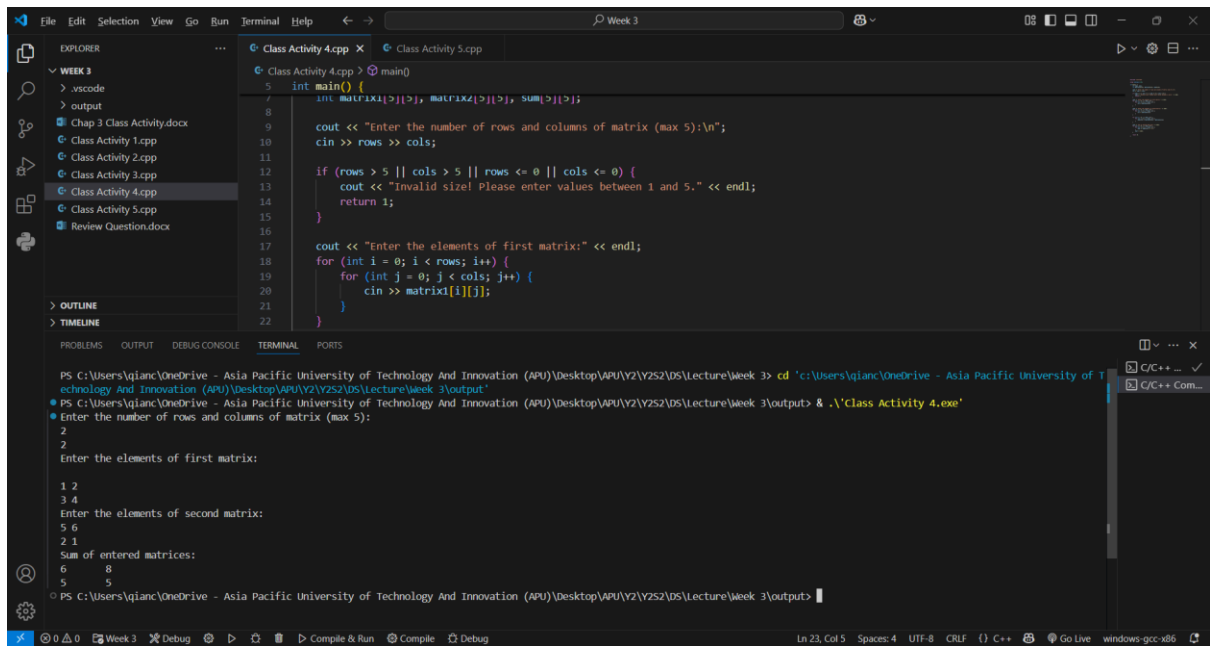 File Edit Selection View Go Run Terminal Help
Week 3
EXPLORER
WEEK 3
.vscode
output
Chap 3 Class Activity.docx
Class Activity 1.cpp
Class Activity 2.cpp
Class Activity 3.cpp
Class Activity 4.cpp
Class Activity 5.cpp
Review Question.docx
OUTLINE
TIMELINE
Class Activity 4.cpp Class Activity 5.cpp
Class Activity 4.cpp > main()
5 int main() {
7 int matrix1[5][5], matrix2[5][5], sum[5][5];
8
9 cout << "Enter the number of rows and columns of matrix (max 5):\n";
10 cin >> rows >> cols;
11
12 if (rows > 5 || cols > 5 || rows <= 0 || cols <= 0) {
13 cout << "Invalid size! Please enter values between 1 and 5." << endl;
14 return 1;
15 }
16
17 cout << "Enter the elements of first matrix:" << endl;
18 for (int i = 0; i < rows; i++) {
19 for (int j = 0; j < cols; j++) {
20 cin >> matrix1[i][j];
21 }
22 }
PROBLEMS OUTPUT DEBUG CONSOLE TERMINAL PORTS
PS C:\Users\qianc\OneDrive - Asia Pacific University of Technology And Innovation (APU)\Desktop\APU\Y2\Y2S2\DS\Lecture\Week 3> cd 'c:\Users\qianc\OneDrive - Asia Pacific University of T
echnology And Innovation (APU)\Desktop\APU\Y2\Y2S2\DS\Lecture\Week 3\output'
PS C:\Users\qianc\OneDrive - Asia Pacific University of Technology And Innovation (APU)\Desktop\APU\Y2\Y2S2\DS\Lecture\Week 3\output> & .\'Class Activity 4.exe'
Enter the number of rows and columns of matrix (max 5):
2
2
Enter the elements of first matrix:
1 2
3 4
Enter the elements of second matrix:
5 6
2 1
Sum of entered matrices:
6 8
5 5
PS C:\Users\qianc\OneDrive - Asia Pacific University of Technology And Innovation (APU)\Desktop\APU\Y2\Y2S2\DS\Lecture\Week 3\output>
C/C++ ...
C/C++ Com...
0 0 Week 3 Debug Compile & Run Compile Debug Ln 23, Col 5 Spaces: 4 UTF-8 CRLF {} C++ Go Live windows-gcc-x86